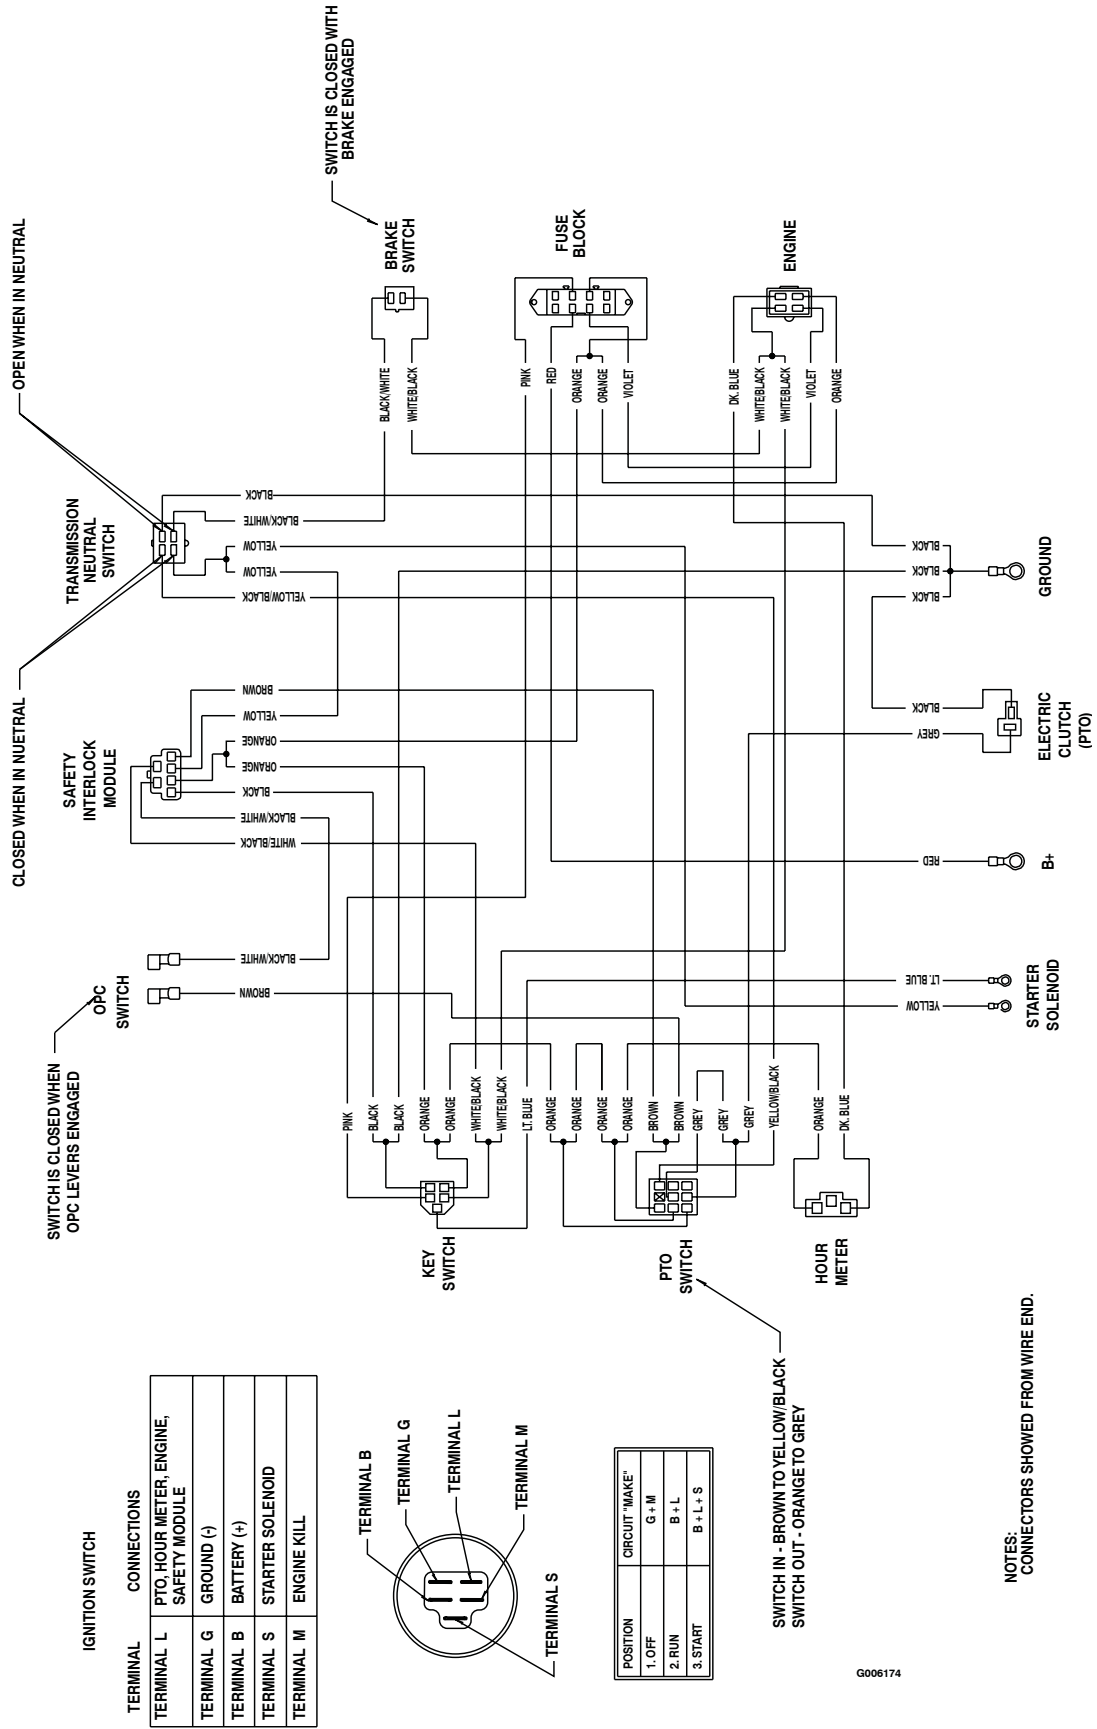 CLOSED WHEN IN NUETRAL
OPEN WHEN IN NEUTRAL
SWITCH IS CLOSED WHEN
OPC LEVERS ENGAGED
OPC
SWITCH
SAFETY
INTERLOCK
MODULE
TRANSMISSION
NEUTRAL
SWITCH
SWITCH IS CLOSED WITH
BRAKE ENGAGED
BRAKE
SWITCH
FUSE
BLOCK
ENGINE
BROWN
BLACK/WHITE
WHITE/BLACK
BLACK/WHITE
BLACK
ORANGE
ORANGE
YELLOW
BROWN
YELLOW/BLACK
YELLOW
YELLOW
BLACK/WHITE
BLACK
BLACK/WHITE
WHITE/BLACK
PINK
RED
ORANGE
ORANGE
VIOLET
DK. BLUE
WHITE/BLACK
WHITE/BLACK
VIOLET
ORANGE
KEY
SWITCH
PINK
BLACK
BLACK
ORANGE
ORANGE
WHITE/BLACK
WHITE/BLACK
LT. BLUE
PTO
SWITCH
ORANGE
ORANGE
ORANGE
ORANGE
BROWN
BROWN
GREY
GREY
GREY
YELLOW/BLACK
HOUR
METER
ORANGE
DK. BLUE
YELLOW
LT. BLUE
STARTER
SOLENOID
RED
B+
GREY
BLACK
ELECTRIC
CLUTCH
(PTO)
BLACK
BLACK
BLACK
GROUND
IGNITION SWITCH
TERMINAL CONNECTIONS
TERMINAL L PTO, HOUR METER, ENGINE,
SAFETY MODULE
TERMINAL G GROUND (-)
TERMINAL B BATTERY (+)
TERMINAL S STARTER SOLENOID
TERMINAL M ENGINE KILL
TERMINAL B
TERMINAL G
TERMINAL L
TERMINAL M
TERMINAL S
POSITION CIRCUIT "MAKE"
1. OFF G + M
2. RUN B + L
3. START B + L + S
SWITCH IN - BROWN TO YELLOW/BLACK
SWITCH OUT - ORANGE TO GREY
NOTES:
CONNECTORS SHOWED FROM WIRE END.
G006174